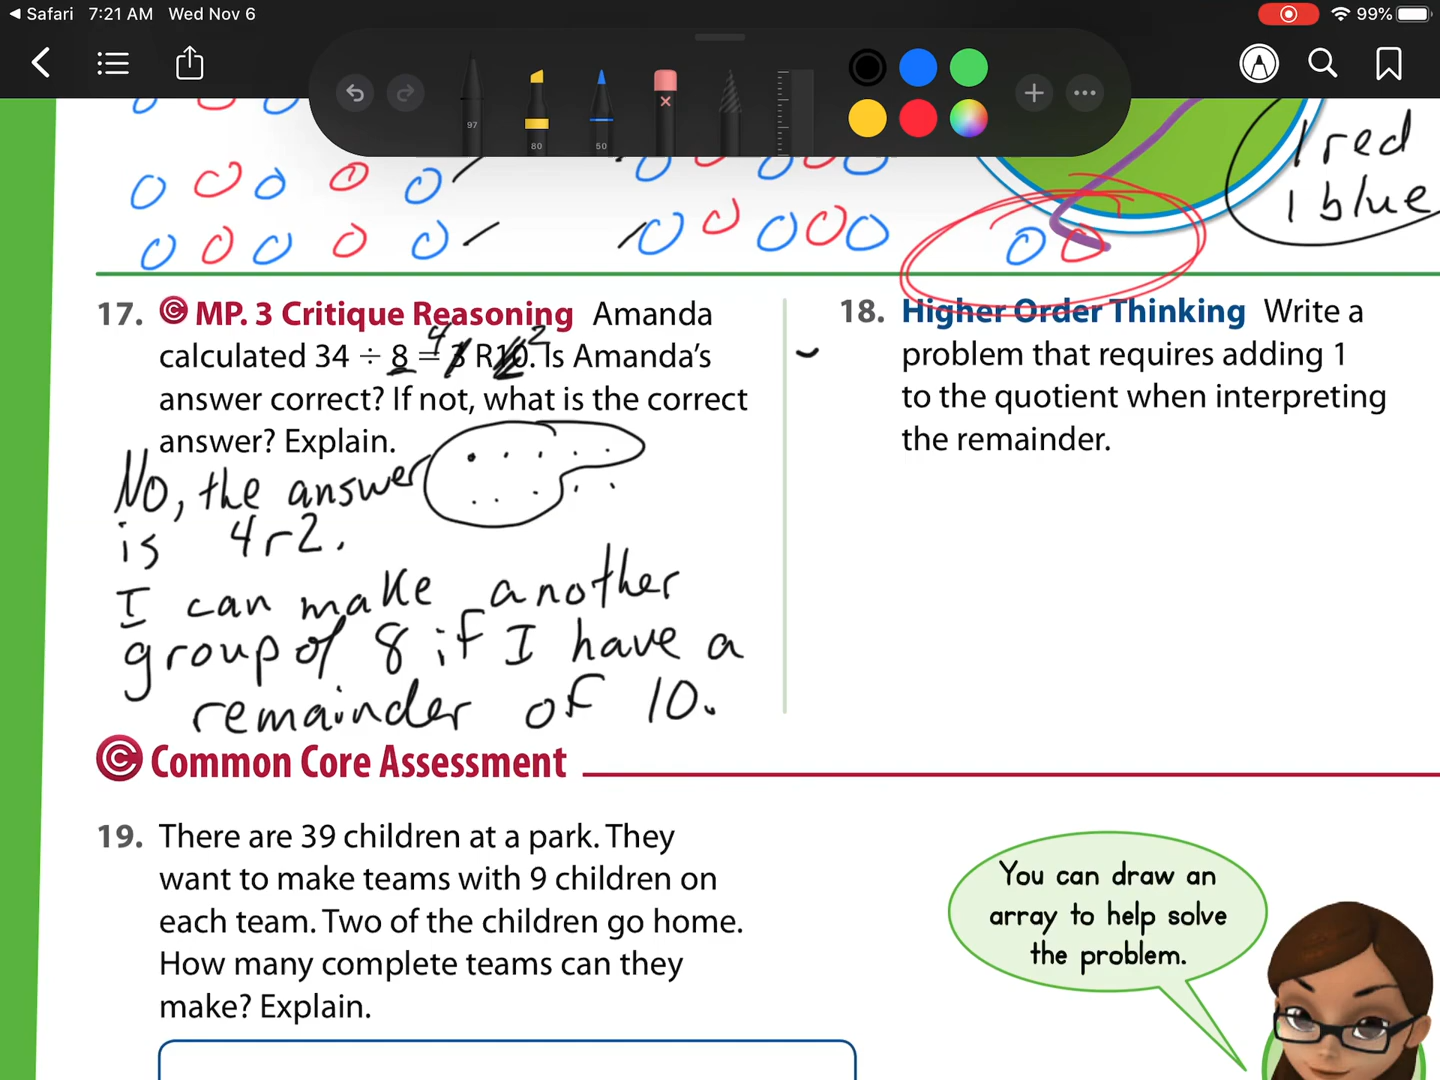 Safari 7:21 AM Wed Nov 6 99%
97 80 50
1 red
1 blue
17. MP. 3 Critique Reasoning Amanda
calculated 34 ÷ 8 = 3 4 R10 2. Is Amanda's
answer correct? If not, what is the correct
answer? Explain.
No, the answer
is 4r2.
I can make another
group of 8 if I have a
remainder of 10.
18. Higher Order Thinking Write a
problem that requires adding 1
to the quotient when interpreting
the remainder.
Common Core Assessment
19. There are 39 children at a park. They
want to make teams with 9 children on
each team. Two of the children go home.
How many complete teams can they
make? Explain.
You can draw an
array to help solve
the problem.